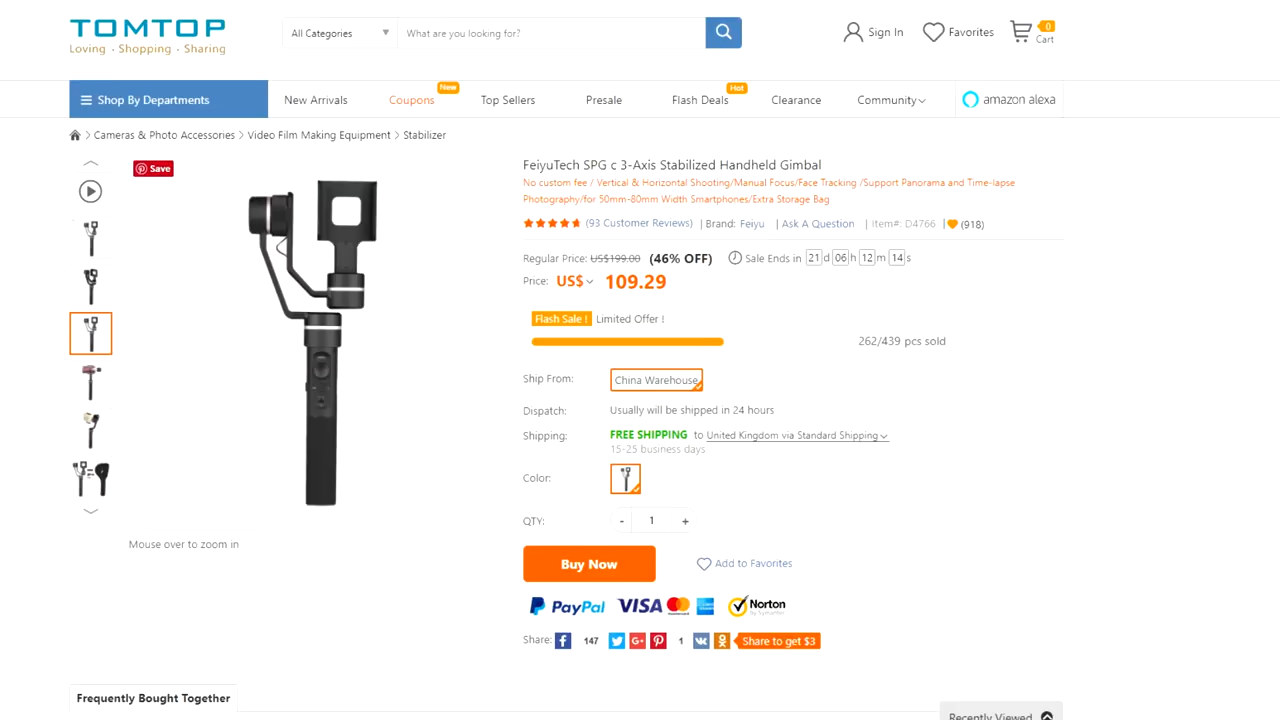 TOMTOP
Loving · Shopping · Sharing
All Categories
What are you looking for?
Sign In
Favorites
0
Cart
Shop By Departments
New Arrivals
Coupons
New
Top Sellers
Presale
Flash Deals
Hot
Clearance
Community
amazon alexa
Cameras & Photo Accessories > Video Film Making Equipment > Stabilizer
Save
FeiyuTech SPG c 3-Axis Stabilized Handheld Gimbal
No custom fee / Vertical & Horizontal Shooting/Manual Focus/Face Tracking /Support Panorama and Time-lapse
Photography/for 50mm-80mm Width Smartphones/Extra Storage Bag
(93 Customer Reviews) | Brand: Feiyu | Ask A Question | Item#: D4766 | (918)
Regular Price: US$199.00 (46% OFF) Sale Ends in 21 d 06 h 12 m 14 s
Price: US$ 109.29
Flash Sale ! Limited Offer !
262/439 pcs sold
Ship From: China Warehouse
Dispatch: Usually will be shipped in 24 hours
Shipping: FREE SHIPPING to United Kingdom via Standard Shipping
15-25 business days
Color:
QTY: - 1 +
Mouse over to zoom in
Buy Now
Add to Favorites
PayPal VISA Norton
Share: 147 1 Share to get $3
Frequently Bought Together
Recently Viewed